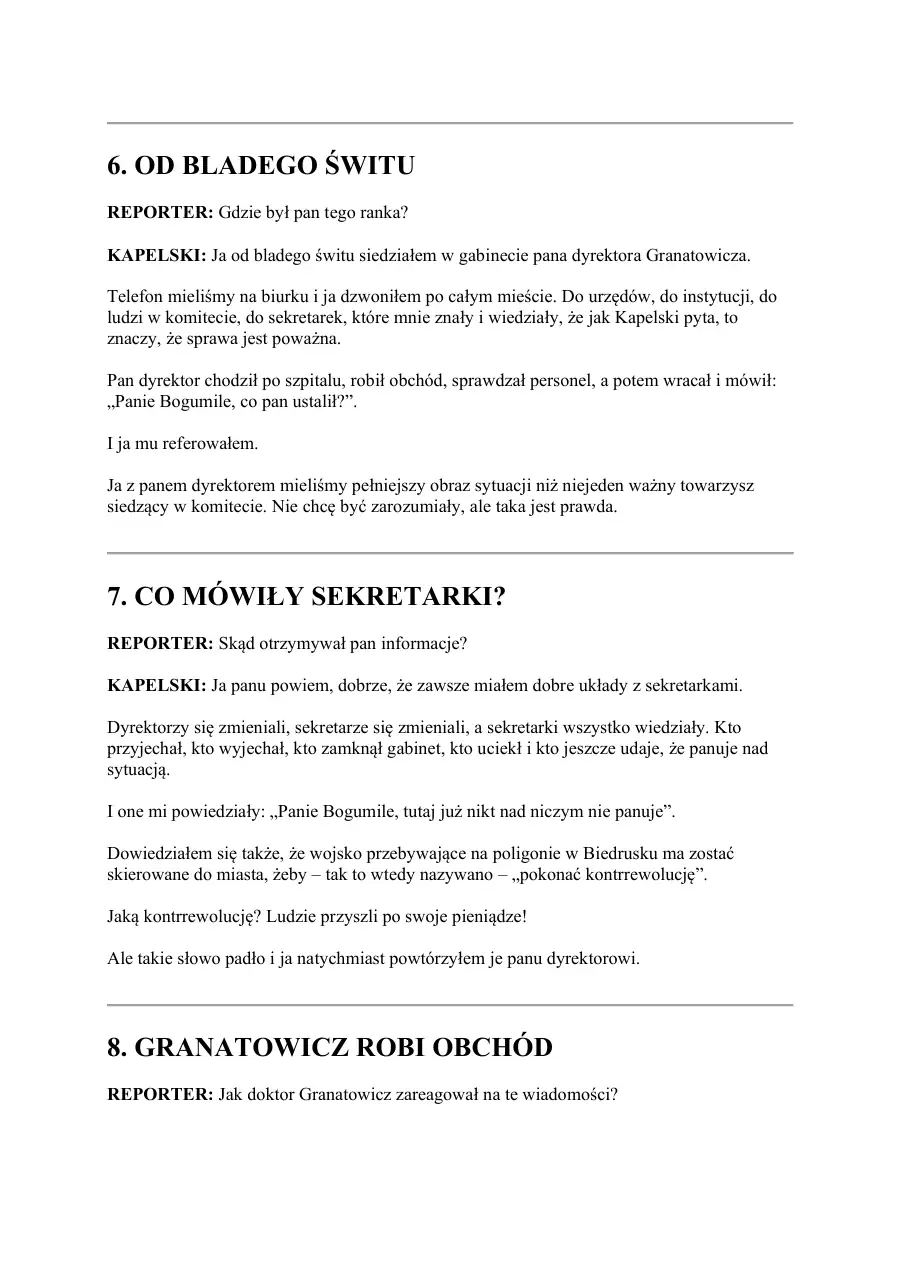 6. OD BLADEGO ŚWITU
REPORTER: Gdzie był pan tego ranka?
KAPELSKI: Ja od bladego świtu siedziałem w gabinecie pana dyrektora Granatowicza.
Telefon mieliśmy na biurku i ja dzwoniłem po całym mieście. Do urzędów, do instytucji, do
ludzi w komitecie, do sekretarek, które mnie znały i wiedziały, że jak Kapelski pyta, to
znaczy, że sprawa jest poważna.
Pan dyrektor chodził po szpitalu, robił obchód, sprawdzał personel, a potem wracał i mówił:
„Panie Bogumile, co pan ustalił?”.
I ja mu referowałem.
Ja z panem dyrektorem mieliśmy pełniejszy obraz sytuacji niż niejeden ważny towarzysz
siedzący w komitecie. Nie chcę być zarozumiały, ale taka jest prawda.
7. CO MÓWIŁY SEKRETARKI?
REPORTER: Skąd otrzymywał pan informacje?
KAPELSKI: Ja panu powiem, dobrze, że zawsze miałem dobre układy z sekretarkami.
Dyrektorzy się zmieniali, sekretarze się zmieniali, a sekretarki wszystko wiedziały. Kto
przyjechał, kto wyjechał, kto zamknął gabinet, kto uciekł i kto jeszcze udaje, że panuje nad
sytuacją.
I one mi powiedziały: „Panie Bogumile, tutaj już nikt nad niczym nie panuje”.
Dowiedziałem się także, że wojsko przebywające na poligonie w Biedrusku ma zostać
skierowane do miasta, żeby – tak to wtedy nazywano – „pokonać kontrrewolucję”.
Jaką kontrrewolucję? Ludzie przyszli po swoje pieniądze!
Ale takie słowo padło i ja natychmiast powtórzyłem je panu dyrektorowi.
8. GRANATOWICZ ROBI OBCHÓD
REPORTER: Jak doktor Granatowicz zareagował na te wiadomości?